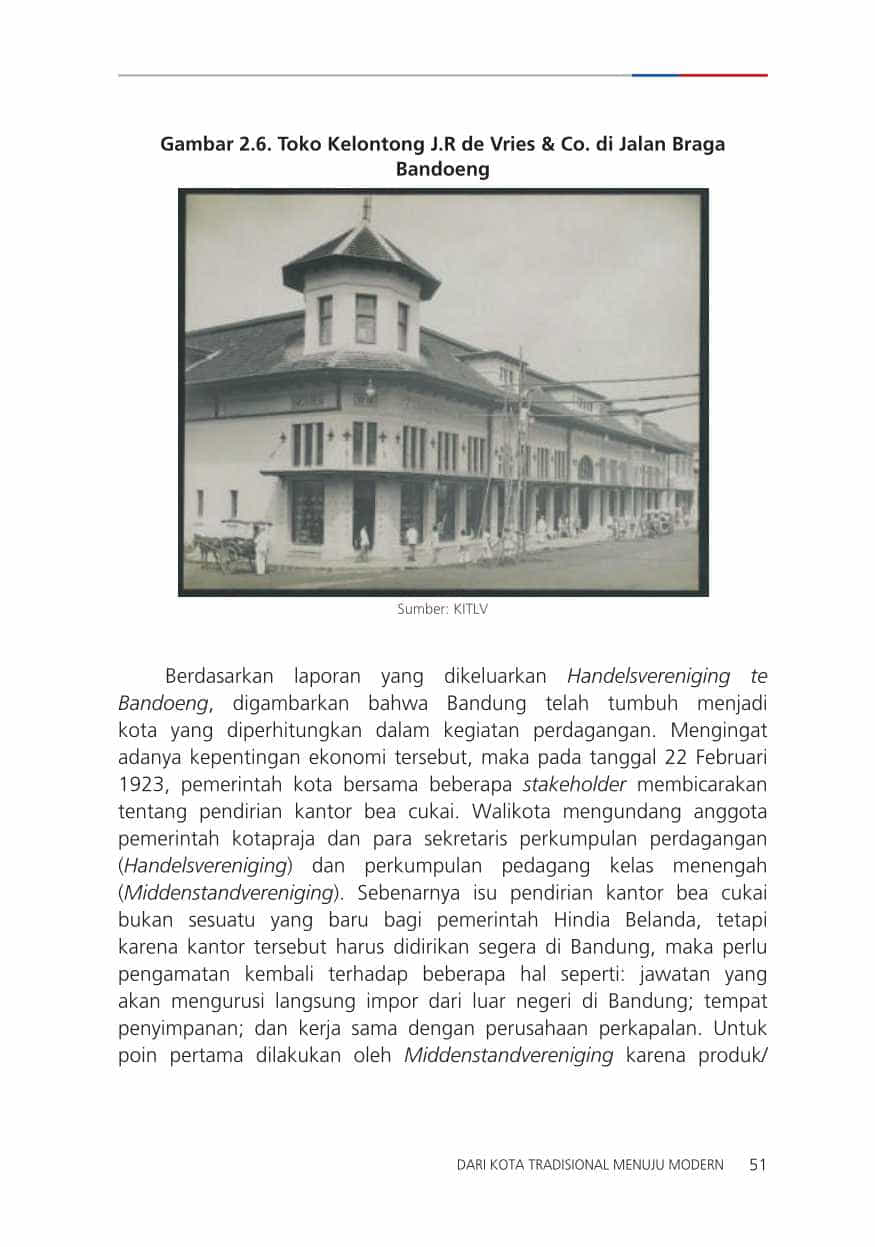 Gambar 2.6. Toko Kelontong J.R de Vries & Co. di Jalan Braga
Bandoeng
Sumber: KITLV
Berdasarkan laporan yang dikeluarkan Handelsvereniging te
Bandoeng, digambarkan bahwa Bandung telah tumbuh menjadi
kota yang diperhitungkan dalam kegiatan perdagangan. Mengingat
adanya kepentingan ekonomi tersebut, maka pada tanggal 22 Februari
1923, pemerintah kota bersama beberapa stakeholder membicarakan
tentang pendirian kantor bea cukai. Walikota mengundang anggota
pemerintah kotapraja dan para sekretaris perkumpulan perdagangan
(Handelsvereniging) dan perkumpulan pedagang kelas menengah
(Middenstandvereniging). Sebenarnya isu pendirian kantor bea cukai
bukan sesuatu yang baru bagi pemerintah Hindia Belanda, tetapi
karena kantor tersebut harus didirikan segera di Bandung, maka perlu
pengamatan kembali terhadap beberapa hal seperti: jawatan yang
akan mengurusi langsung impor dari luar negeri di Bandung; tempat
penyimpanan; dan kerja sama dengan perusahaan perkapalan. Untuk
poin pertama dilakukan oleh Middenstandvereniging karena produk/
DARI KOTA TRADISIONAL MENUJU MODERN 51